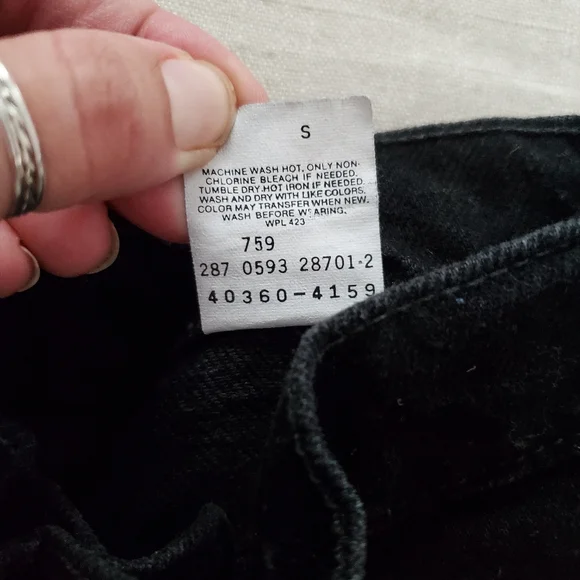 S
MACHINE WASH HOT, ONLY NON-
CHLORINE BLEACH IF NEEDED.
TUMBLE DRY.HOT IRON IF NEEDED.
WASH AND DRY WITH LIKE COLORS.
COLOR MAY TRANSFER WHEN NEW.
WASH BEFORE WEARING.
WPL 423
759
287 0593 28701-2
40360-4159